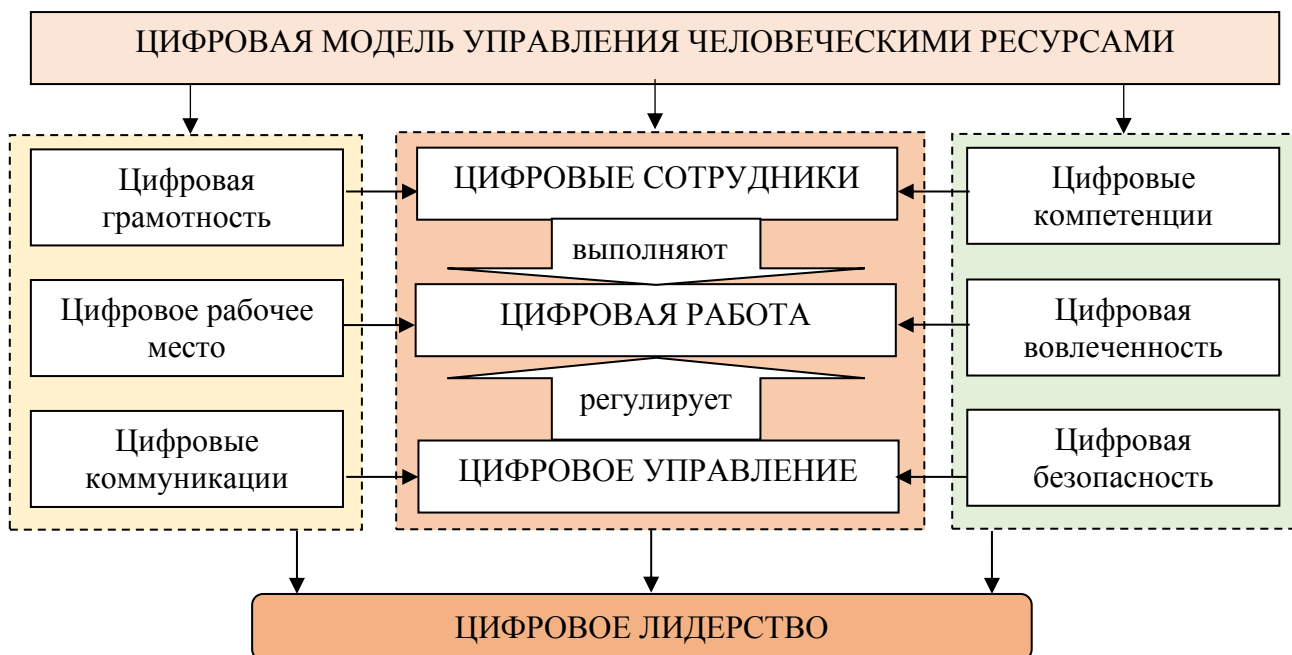 ЦИФРОВАЯ МОДЕЛЬ УПРАВЛЕНИЯ ЧЕЛОВЕЧЕСКИМИ РЕСУРСАМИ
Цифровая
грамотность
ЦИФРОВЫЕ СОТРУДНИКИ
Цифровые
компетенции
выполняют
Цифровое рабочее
место
ЦИФРОВАЯ РАБОТА
Цифровая
вовлеченность
регулирует
Цифровые
коммуникации
ЦИФРОВОЕ УПРАВЛЕНИЕ
Цифровая
безопасность
ЦИФРОВОЕ ЛИДЕРСТВО